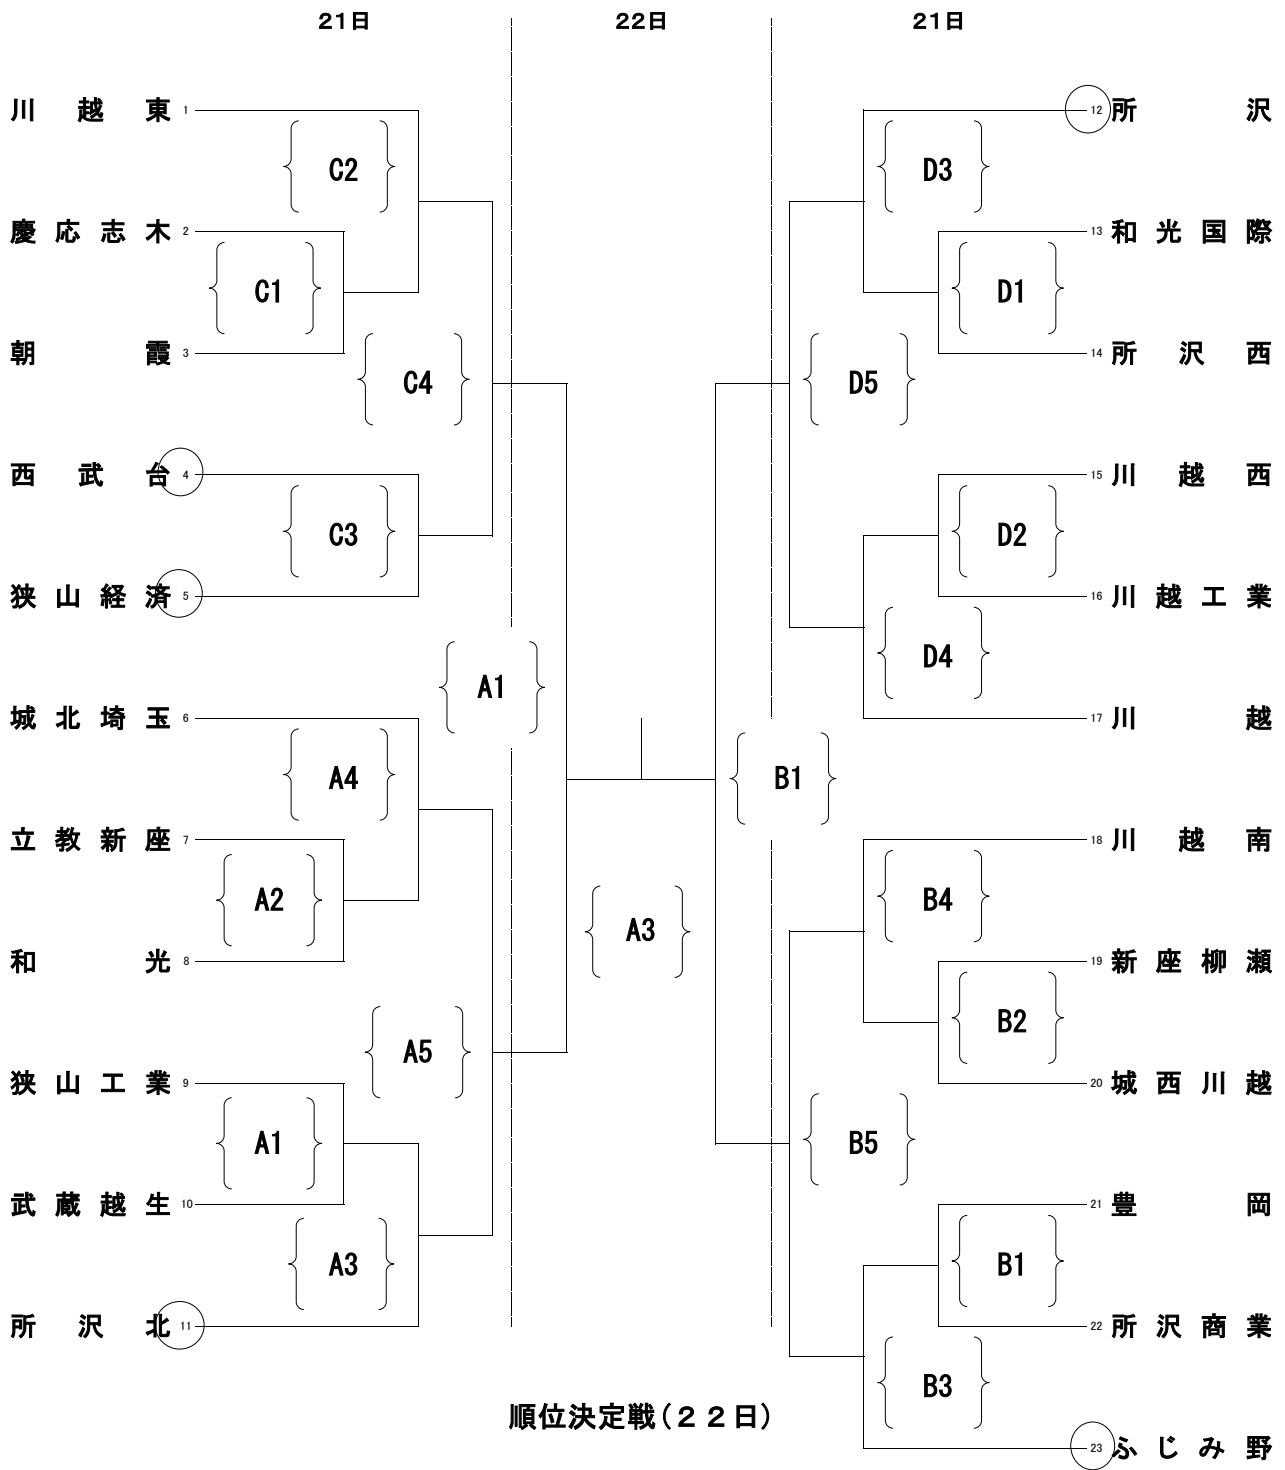 21日 22日 21日
川越東 1
12 所沢
C2
D3
慶応志木 2
13 和光国際
C1
D1
朝霞 3
14 所沢西
C4
D5
西武台 4
15 川越西
C3
D2
狭山経済 5
16 川越工業
D4
A1
城北埼玉 6
17 川越
A4
B1
立教新座 7
18 川越南
A2
B4
A3
和光 8
19 新座柳瀬
B2
A5
狭山工業 9
20 城西川越
A1
B5
武蔵越生 10
21 豊岡
A3
B1
所沢北 11
22 所沢商業
B3
順位決定戦(22日)
23 ふじみ野